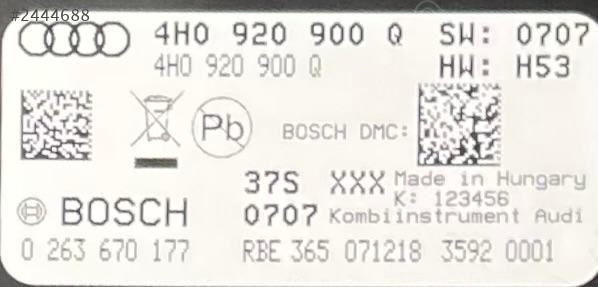 #2444688
4H0 920 900 Q SW: 0707
4H0 920 900 Q HW: H53
Pb BOSCH DMC:
37S XXX Made in Hungary
K: 123456
BOSCH 0707 Kombiinstrument Audi
0 263 670 177 RBE 365 071218 3592 0001